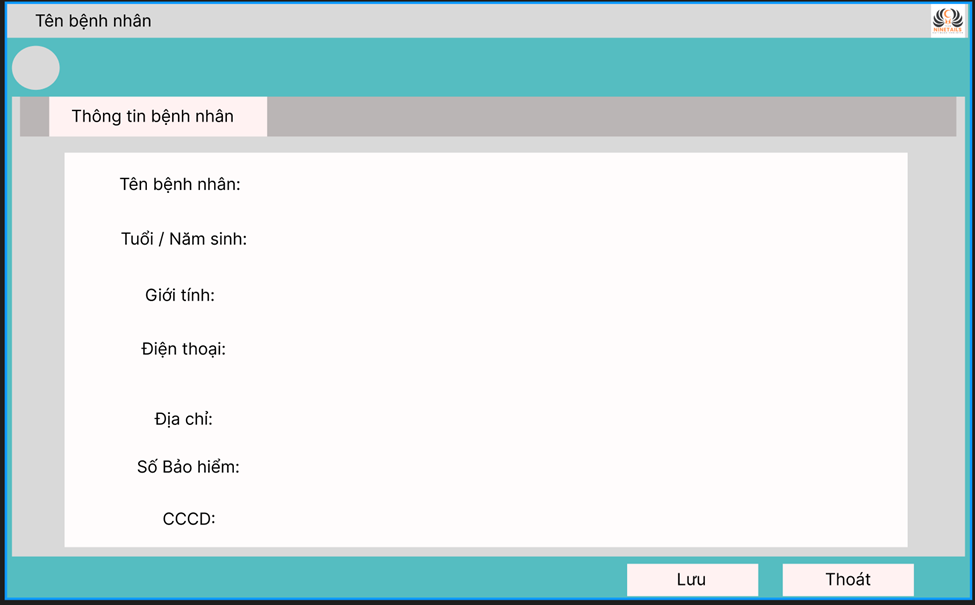 Tên bệnh nhân
NINETAILS
Thông tin bệnh nhân
Tên bệnh nhân:
Tuổi / Năm sinh:
Giới tính:
Điện thoại:
Địa chỉ:
Số Bảo hiểm:
CCCD:
Lưu
Thoát